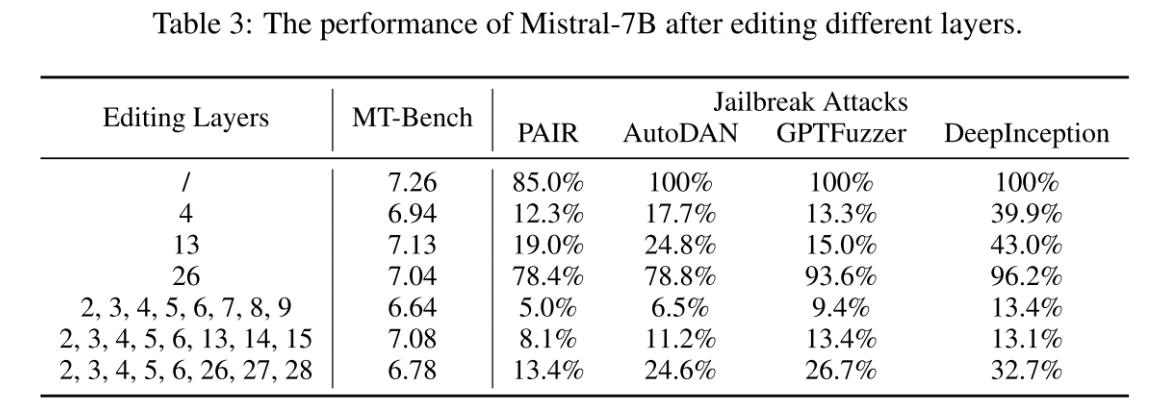 Table 3: The performance of Mistral-7B after editing different layers.
Editing Layers MT-Bench Jailbreak Attacks
PAIR AutoDAN GPTFuzzer DeepInception
/ 7.26 85.0% 100% 100% 100%
4 6.94 12.3% 17.7% 13.3% 39.9%
13 7.13 19.0% 24.8% 15.0% 43.0%
26 7.04 78.4% 78.8% 93.6% 96.2%
2, 3, 4, 5, 6, 7, 8, 9 6.64 5.0% 6.5% 9.4% 13.4%
2, 3, 4, 5, 6, 13, 14, 15 7.08 8.1% 11.2% 13.4% 13.1%
2, 3, 4, 5, 6, 26, 27, 28 6.78 13.4% 24.6% 26.7% 32.7%